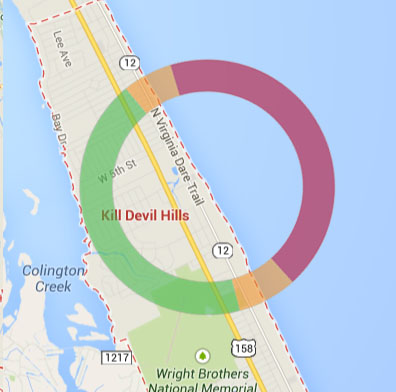 Lee Ave
12
Bay Dr
N Virginia Dare Trail
W 5th St
Kill Devil Hills
12
Colington
Creek
158
1217
Wright Brothers
National Memorial